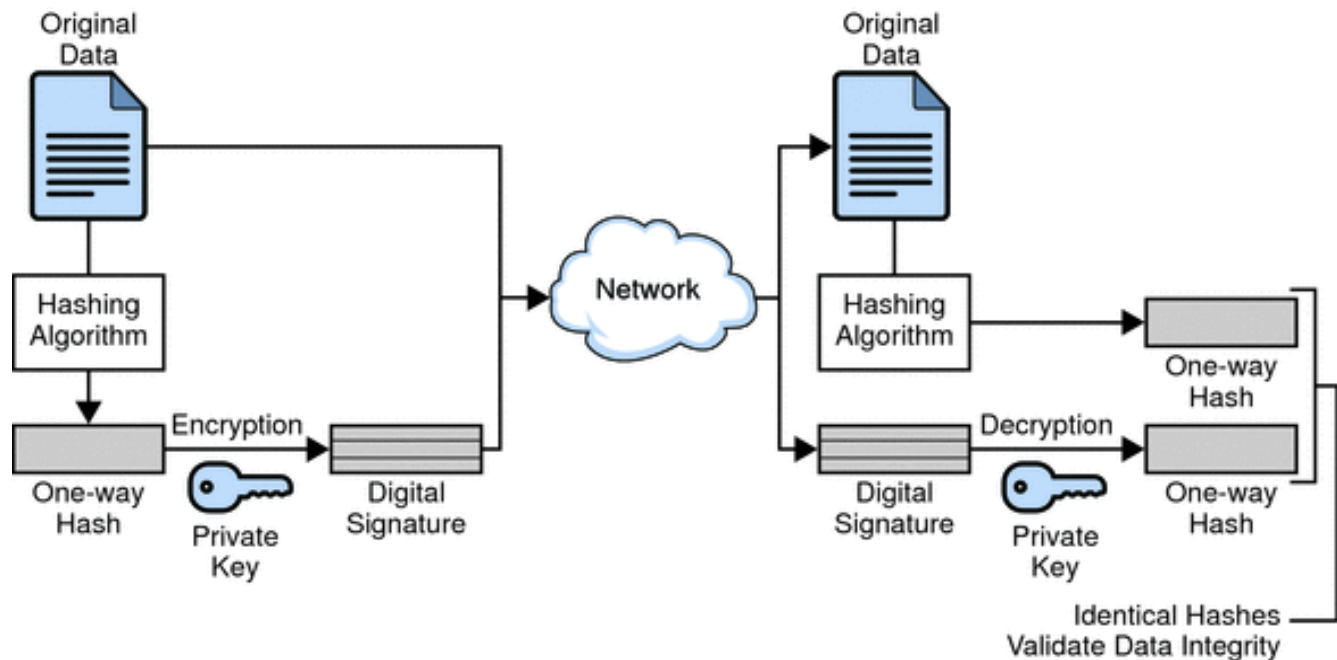 Original
Data
Original
Data
Hashing
Algorithm
Network
Hashing
Algorithm
One-way
Hash
Encryption
Decryption
One-way
Hash
Private
Key
Digital
Signature
Digital
Signature
Private
Key
One-way
Hash
Identical Hashes
Validate Data Integrity